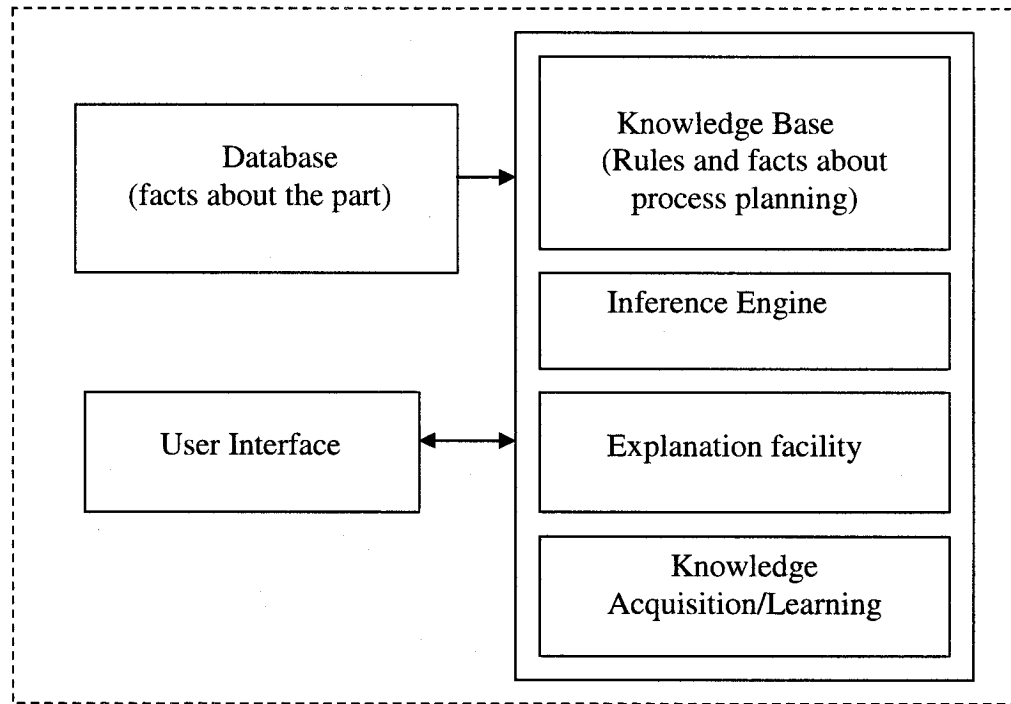 Database
(facts about the part)
User Interface
Knowledge Base
(Rules and facts about
process planning)
Inference Engine
Explanation facility
Knowledge
Acquisition/Learning